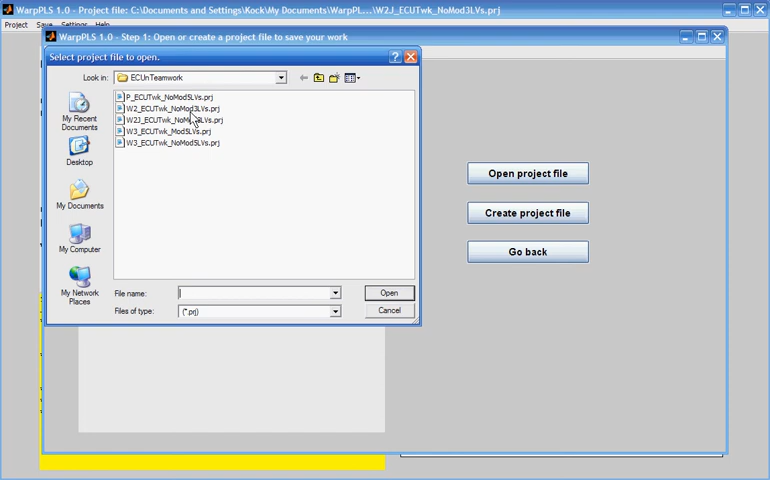 WarpPLS 1.0 - Project file: C:\Documents and Settings\Kock\My Documents\WarpPL...\W2J_ECUTwk_NoMod3LVs.prj
Project Save Settings Help
WarpPLS 1.0 - Step 1: Open or create a project file to save your work
Select project file to open.
Look in: ECUnTeamwork
P_ECUTwk_NoMod5LVs.prj
W2_ECUTwk_NoMod3LVs.prj
W2J_ECUTwk_NoMod3LVs.prj
W3_ECUTwk_Mod5LVs.prj
W3_ECUTwk_NoMod5LVs.prj
My Recent
Documents
Desktop
My Documents
My Computer
My Network
Places
File name:
Open
Files of type: (*.prj)
Cancel
Open project file
Create project file
Go back